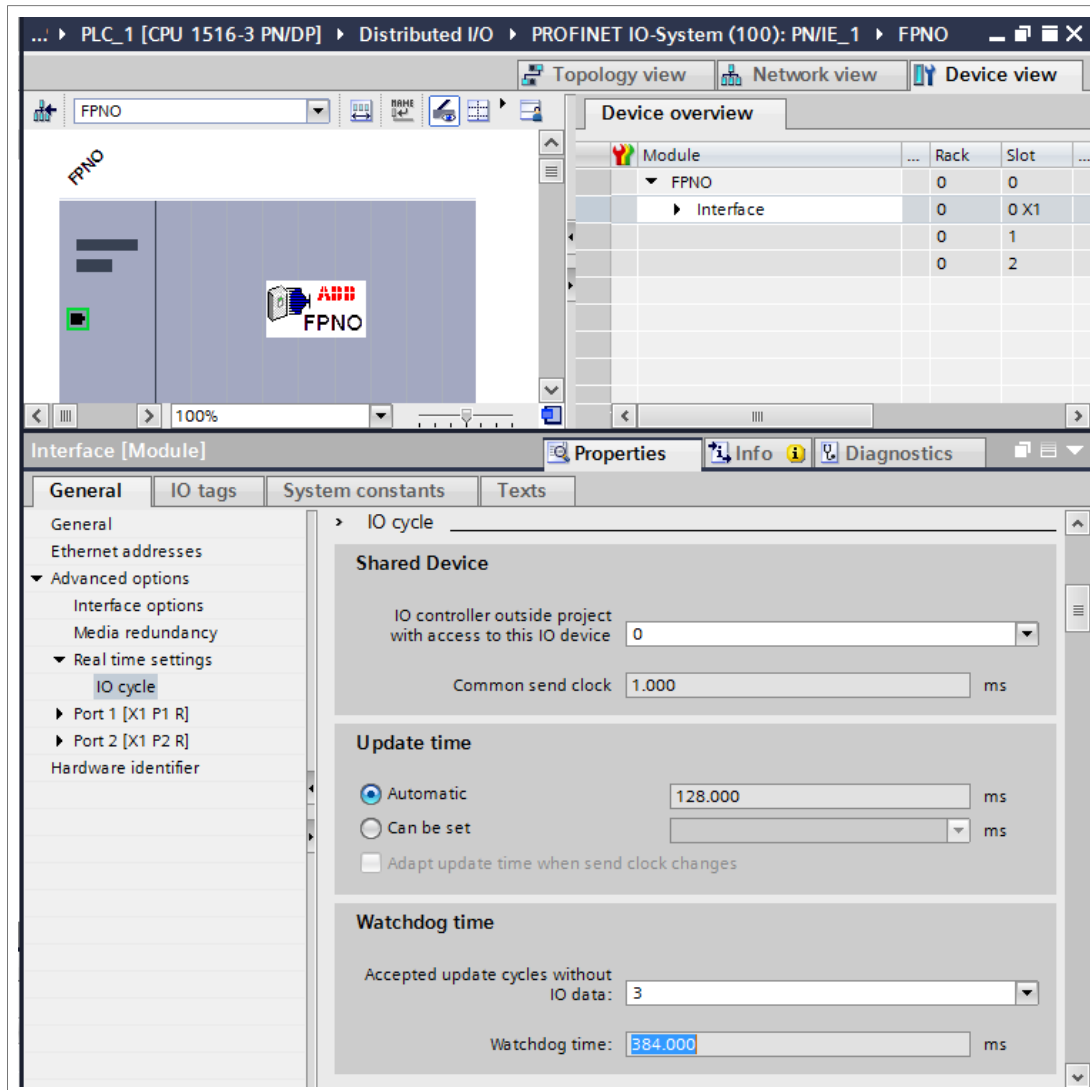 ... PLC_1 [CPU 1516-3 PN/DP] Distributed I/O PROFINET IO-System (100): PN/IE_1 FPNO
Topology view Network view Device view
FPNO
NAME
Device overview
FPNO
Module ... Rack Slot ...
FPNO 0 0
Interface 0 0 X1
0 1
0 2
ABB
FPNO
100%
Interface [Module] Properties Info Diagnostics
General IO tags System constants Texts
General
Ethernet addresses
Advanced options
Interface options
Media redundancy
Real time settings
IO cycle
Port 1 [X1 P1 R]
Port 2 [X1 P2 R]
Hardware identifier
IO cycle
Shared Device
IO controller outside project
with access to this IO device 0
Common send clock 1.000 ms
Update time
Automatic 128.000 ms
Can be set ms
Adapt update time when send clock changes
Watchdog time
Accepted update cycles without
IO data: 3
Watchdog time: 384.000 ms